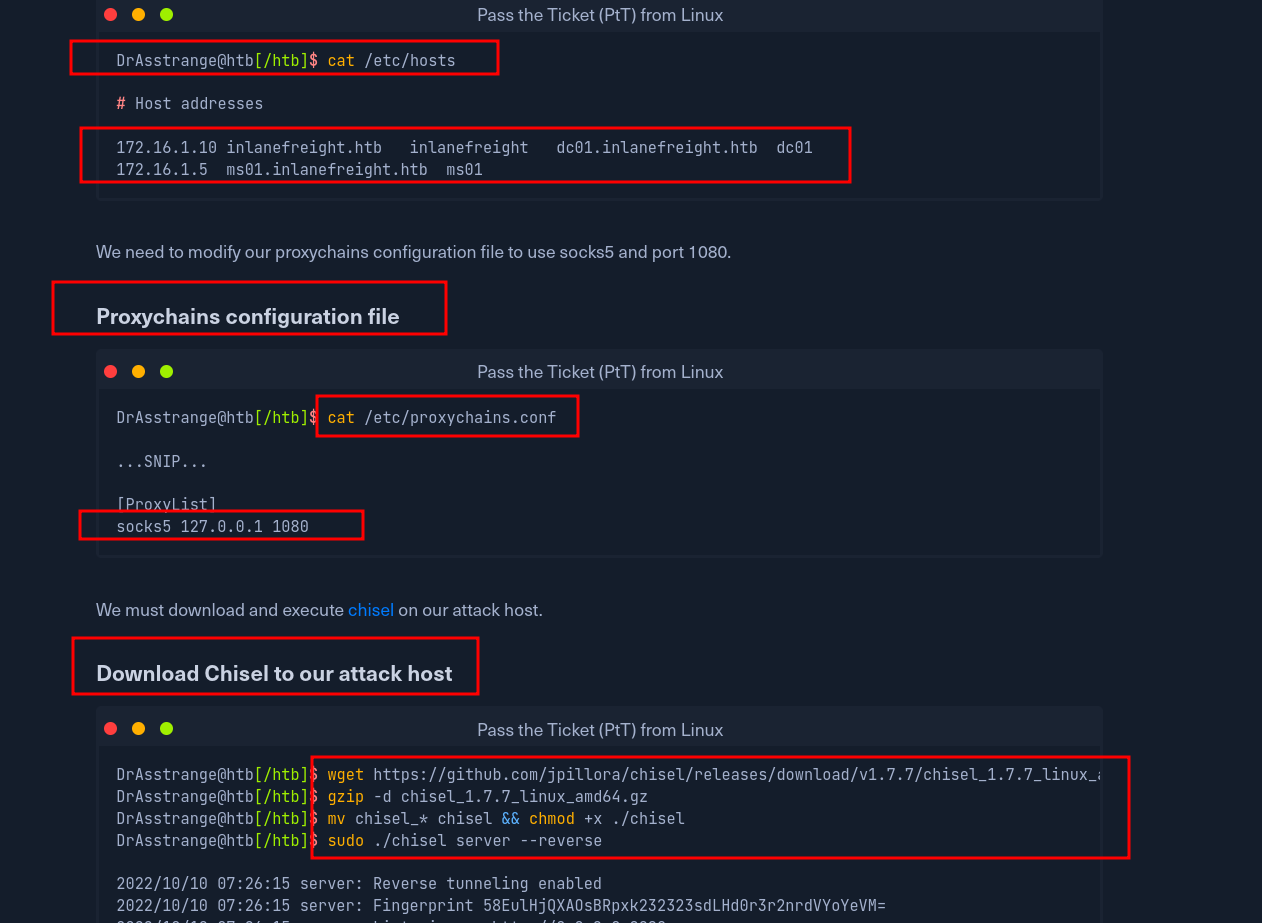 Pass the Ticket (PtT) from Linux
DrAsstrange@htb[/htb]$ cat /etc/hosts
# Host addresses
172.16.1.10 inlanefreight.htb   inlanefreight   dc01.inlanefreight.htb  dc01
172.16.1.5  ms01.inlanefreight.htb  ms01
We need to modify our proxychains configuration file to use socks5 and port 1080.
Proxychains configuration file
Pass the Ticket (PtT) from Linux
DrAsstrange@htb[/htb]$ cat /etc/proxychains.conf
...SNIP...
[ProxyList]
socks5 127.0.0.1 1080
We must download and execute chisel on our attack host.
Download Chisel to our attack host
Pass the Ticket (PtT) from Linux
DrAsstrange@htb[/htb]$ wget https://github.com/jpillora/chisel/releases/download/v1.7.7/chisel_1.7.7_linux_a
DrAsstrange@htb[/htb]$ gzip -d chisel_1.7.7_linux_amd64.gz
DrAsstrange@htb[/htb]$ mv chisel_* chisel && chmod +x ./chisel
DrAsstrange@htb[/htb]$ sudo ./chisel server --reverse
2022/10/10 07:26:15 server: Reverse tunneling enabled
2022/10/10 07:26:15 server: Fingerprint 58EulHjQXAOsBRpxk232323sdLHd0r3r2nrdVYoYeVM=